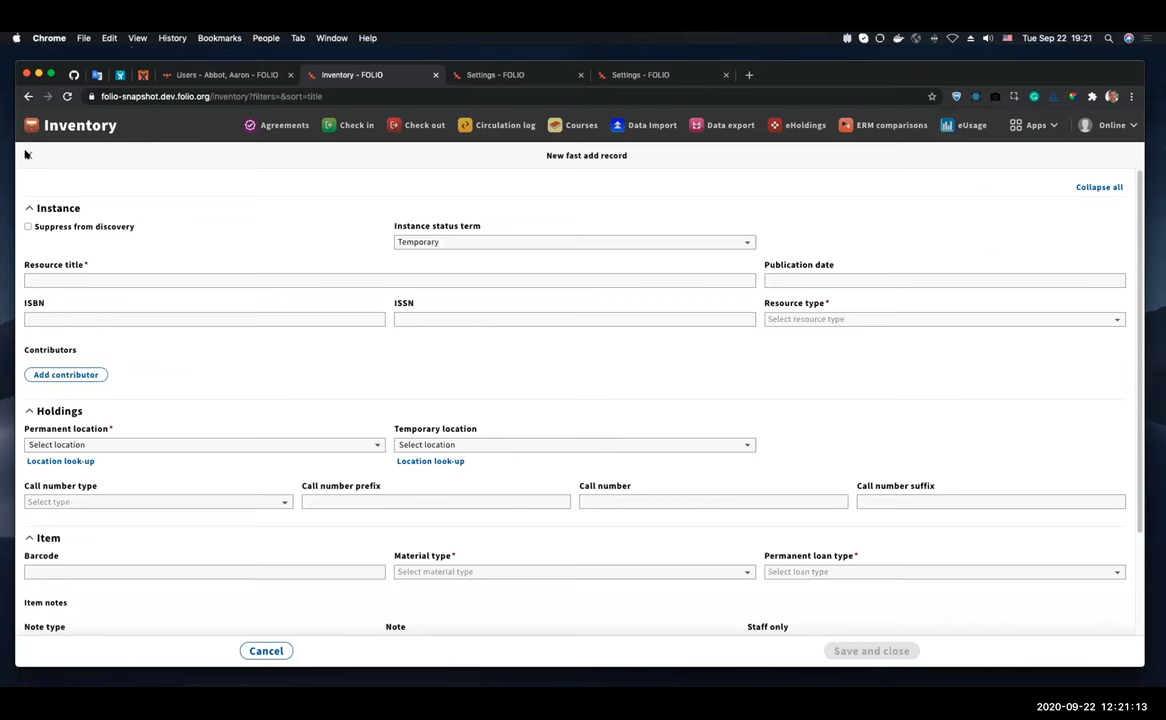 Chrome File Edit View History Bookmarks People Tab Window Help Tue Sep 22 19:21
Users - Abbot, Aaron - FOLIO Inventory - FOLIO Settings - FOLIO Settings - FOLIO
folio-snapshot.dev.folio.org/inventory?filters=&sort=title
Inventory Agreements Check in Check out Circulation log Courses Data Import Data export eHoldings ERM comparisons eUsage Apps Online
New fast add record
Collapse all
Instance
Suppress from discovery
Instance status term
Temporary
Resource title* Publication date
ISBN ISSN Resource type*
Select resource type
Contributors
Add contributor
Holdings
Permanent location* Temporary location
Select location Select location
Location look-up Location look-up
Call number type Call number prefix Call number Call number suffix
Select type
Item
Barcode Material type* Permanent loan type*
Select material type Select loan type
Item notes
Note type Note Staff only
Cancel Save and close
2020-09-22 12:21:13